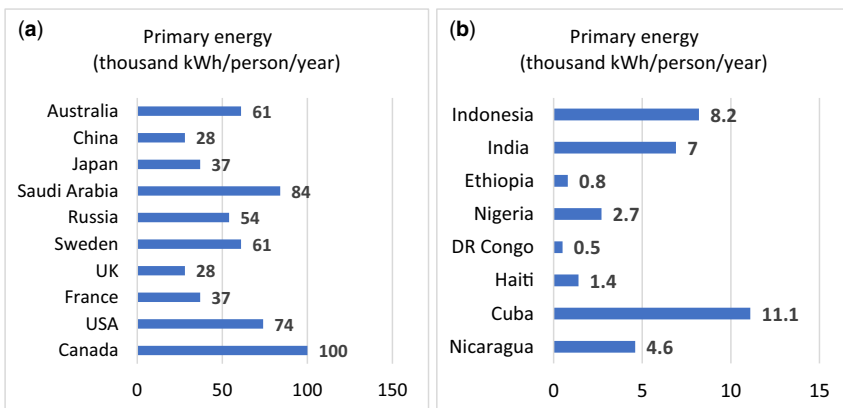 (a)
Primary energy
(thousand kWh/person/year)
Australia 61
China 28
Japan 37
Saudi Arabia 84
Russia 54
Sweden 61
UK 28
France 37
USA 74
Canada 100
0 50 100 150
(b)
Primary energy
(thousand kWh/person/year)
Indonesia 8.2
India 7
Ethiopia 0.8
Nigeria 2.7
DR Congo 0.5
Haiti 1.4
Cuba 11.1
Nicaragua 4.6
0 5 10 15